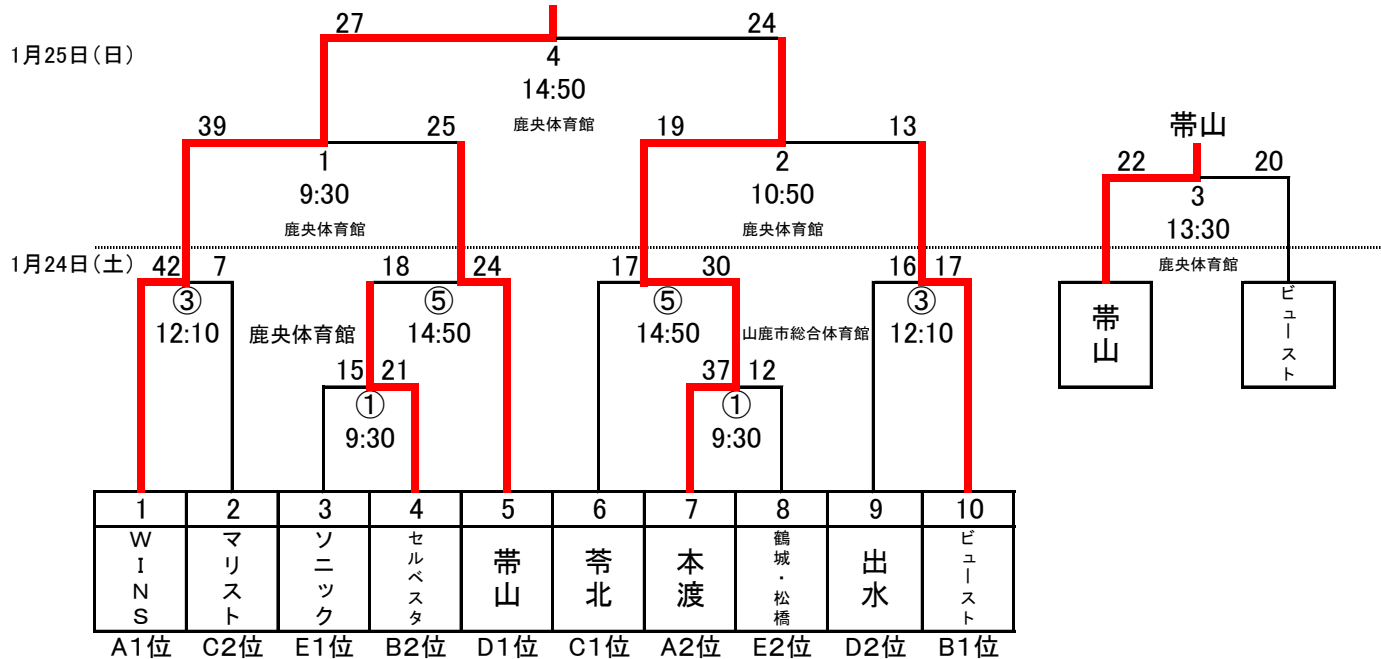 27 24
1月25日(日)
4
14:50
鹿央体育館
39 25 19 13
帯山
1
9:30
鹿央体育館
2
10:50
鹿央体育館
22 20
3
13:30
鹿央体育館
1月24日(土)
42 7 18 24 17 30 16 17
③ ⑤ ⑤ ③
12:10 鹿央体育館 14:50 14:50 山鹿市総合体育館 12:10
帯山
ビュースト
15 21 37 12
① ①
9:30 9:30
1 2 3 4 5 6 7 8 9 10
WINS
マリスト
ソニック
セルベスタ
帯山
苓北
本渡
鶴城・松橋
出水
ビュースト
A1位 C2位 E1位 B2位 D1位 C1位 A2位 E2位 D2位 B1位